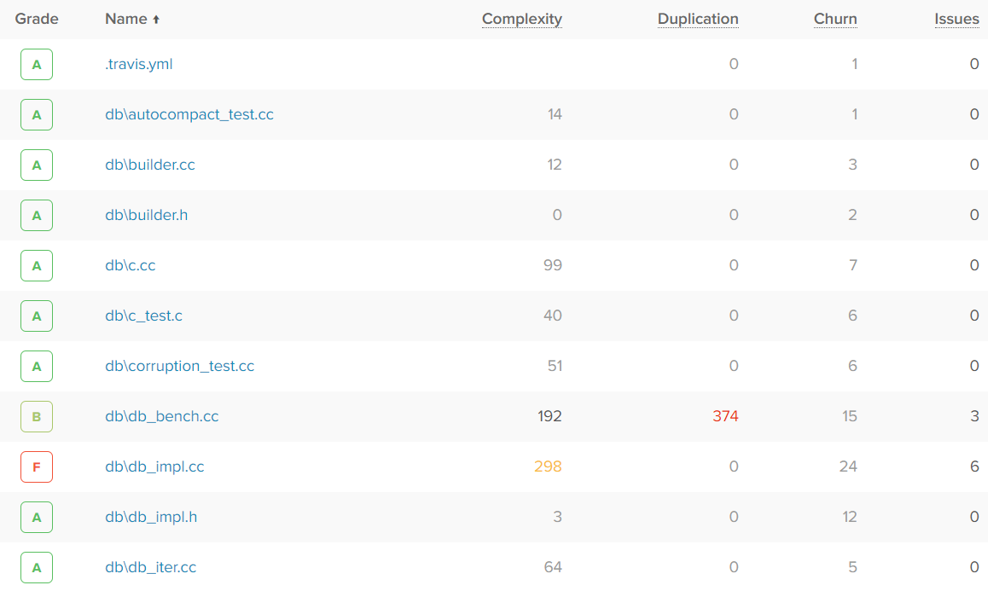 Grade Name ↑ Complexity Duplication Churn Issues
A .travis.yml 0 1 0
A db\autocompact_test.cc 14 0 1 0
A db\builder.cc 12 0 3 0
A db\builder.h 0 0 2 0
A db\c.cc 99 0 7 0
A db\c_test.c 40 0 6 0
A db\corruption_test.cc 51 0 6 0
B db\db_bench.cc 192 374 15 3
F db\db_impl.cc 298 0 24 6
A db\db_impl.h 3 0 12 0
A db\db_iter.cc 64 0 5 0